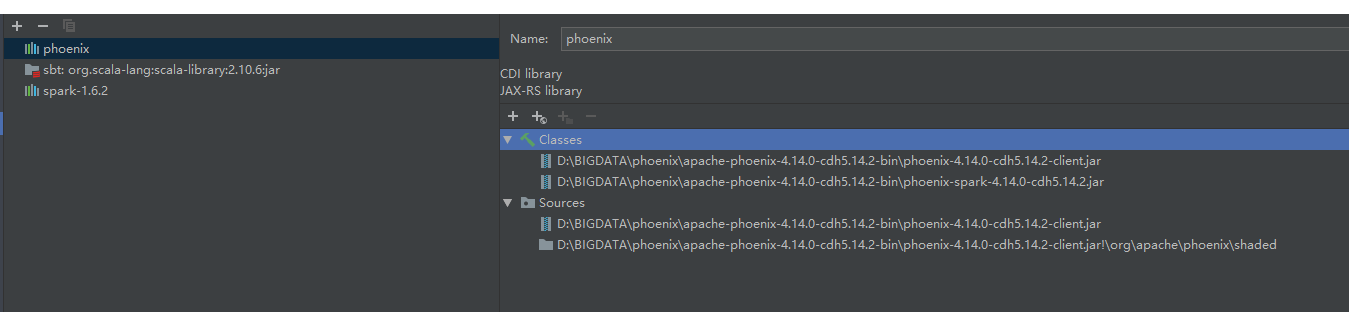 phoenix
sbt: org.scala-lang:scala-library:2.10.6:jar
spark-1.6.2
Name: phoenix
CDI library
JAX-RS library
Classes
D:\BIGDATA\phoenix\apache-phoenix-4.14.0-cdh5.14.2-bin\phoenix-4.14.0-cdh5.14.2-client.jar
D:\BIGDATA\phoenix\apache-phoenix-4.14.0-cdh5.14.2-bin\phoenix-spark-4.14.0-cdh5.14.2.jar
Sources
D:\BIGDATA\phoenix\apache-phoenix-4.14.0-cdh5.14.2-bin\phoenix-4.14.0-cdh5.14.2-client.jar
D:\BIGDATA\phoenix\apache-phoenix-4.14.0-cdh5.14.2-bin\phoenix-4.14.0-cdh5.14.2-client.jar!\org\apache\phoenix\shaded